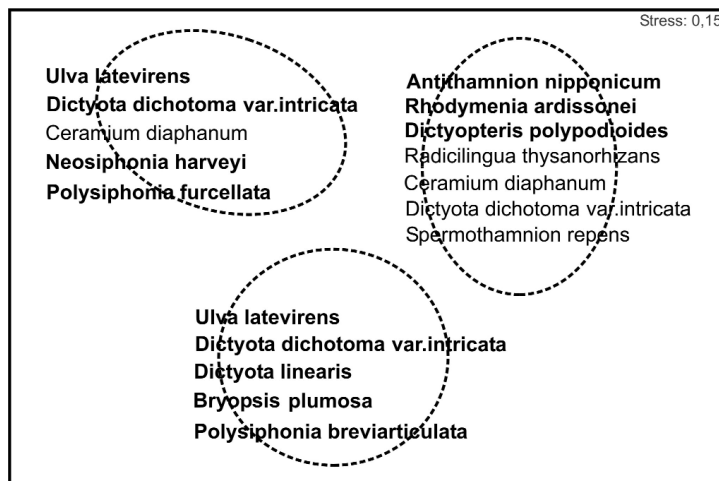 Stress: 0,15
Ulva latevirens
Dictyota dichotoma var.intricata
Ceramium diaphanum
Neosiphonia harveyi
Polysiphonia furcellata
Antithamnion nipponicum
Rhodymenia ardissonei
Dictyopteris polypodioides
Radicilingua thysanorhizans
Ceramium diaphanum
Dictyota dichotoma var.intricata
Spermothamnion repens
Ulva latevirens
Dictyota dichotoma var.intricata
Dictyota linearis
Bryopsis plumosa
Polysiphonia breviarticulata